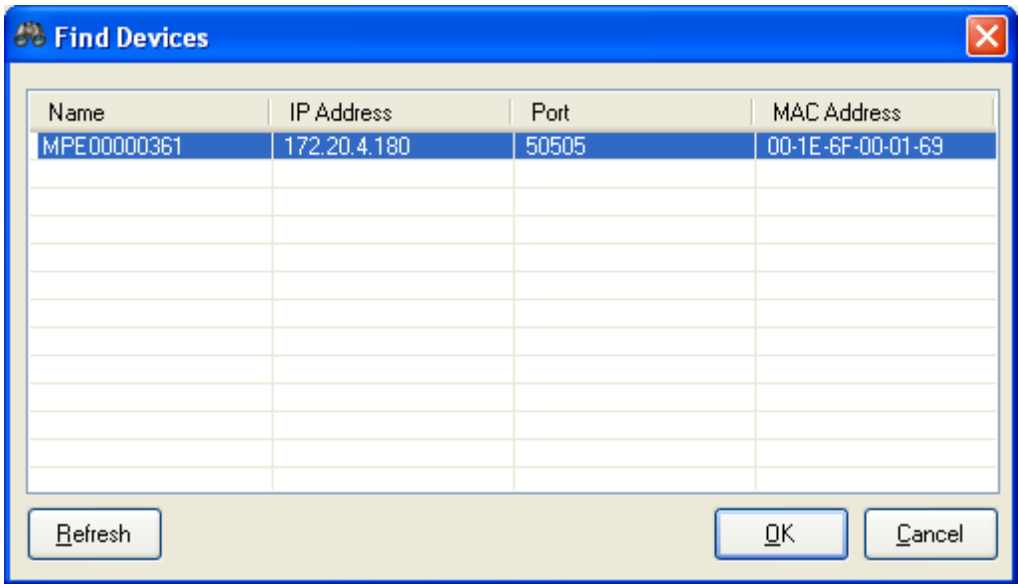 Find Devices
Name IP Address Port MAC Address
MPE00000361 172.20.4.180 50505 00-1E-6F-00-01-69
Refresh OK Cancel